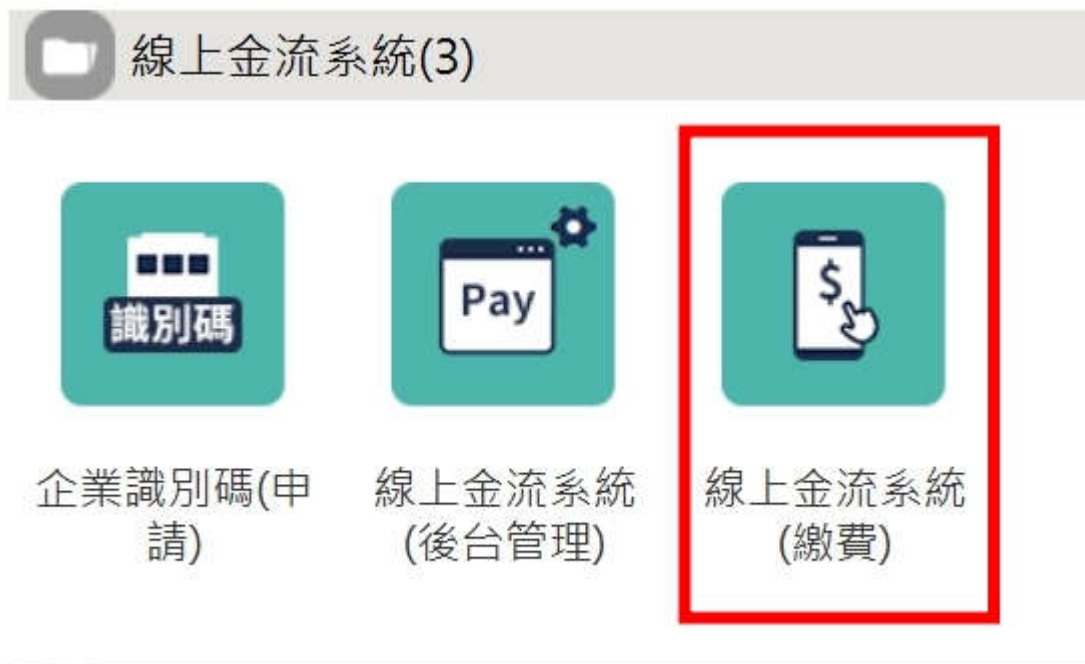 線上金流系統(3)
識別碼
Pay
$
企業識別碼(申
請)
線上金流系統
(後台管理)
線上金流系統
(繳費)